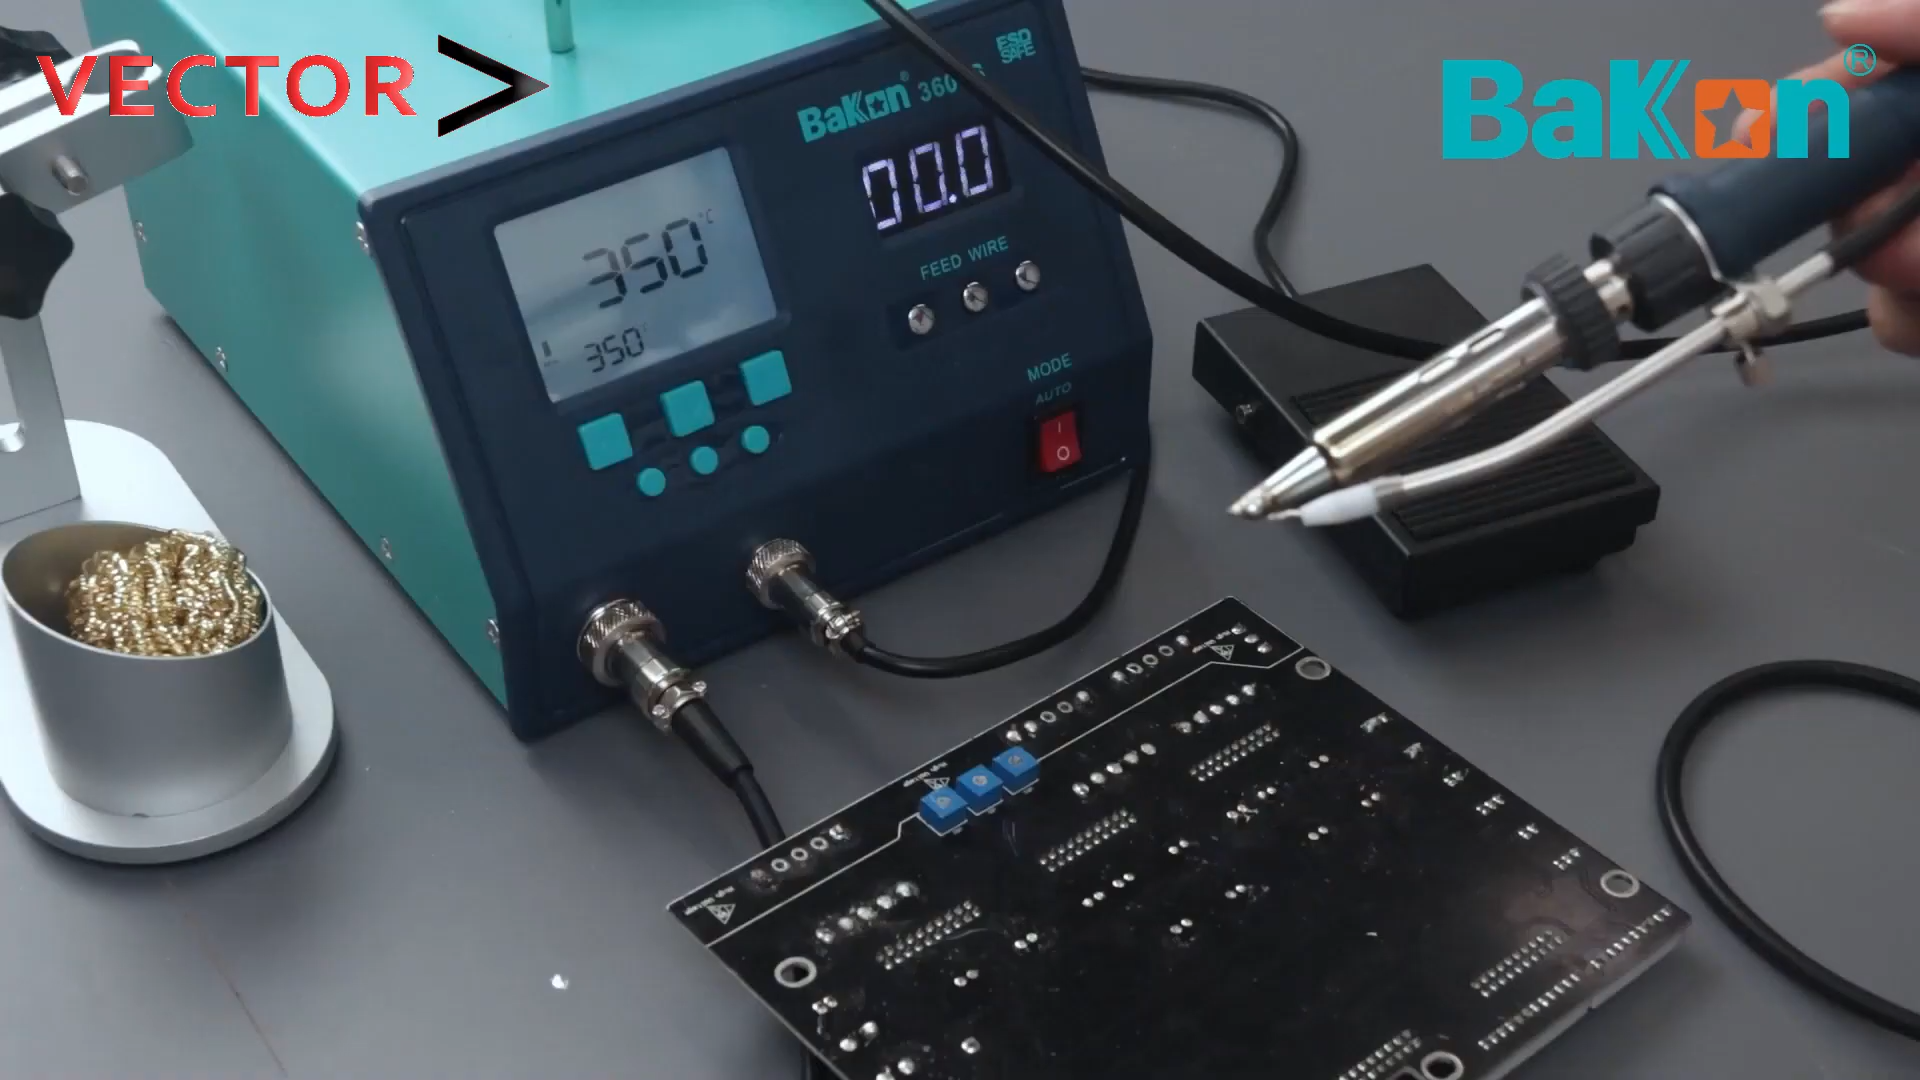 VECTOR
BaKon®
ESD
SAFE
BaKon® 360
00.0
350°C
350°
FEED WIRE
MODE
AUTO
I
O